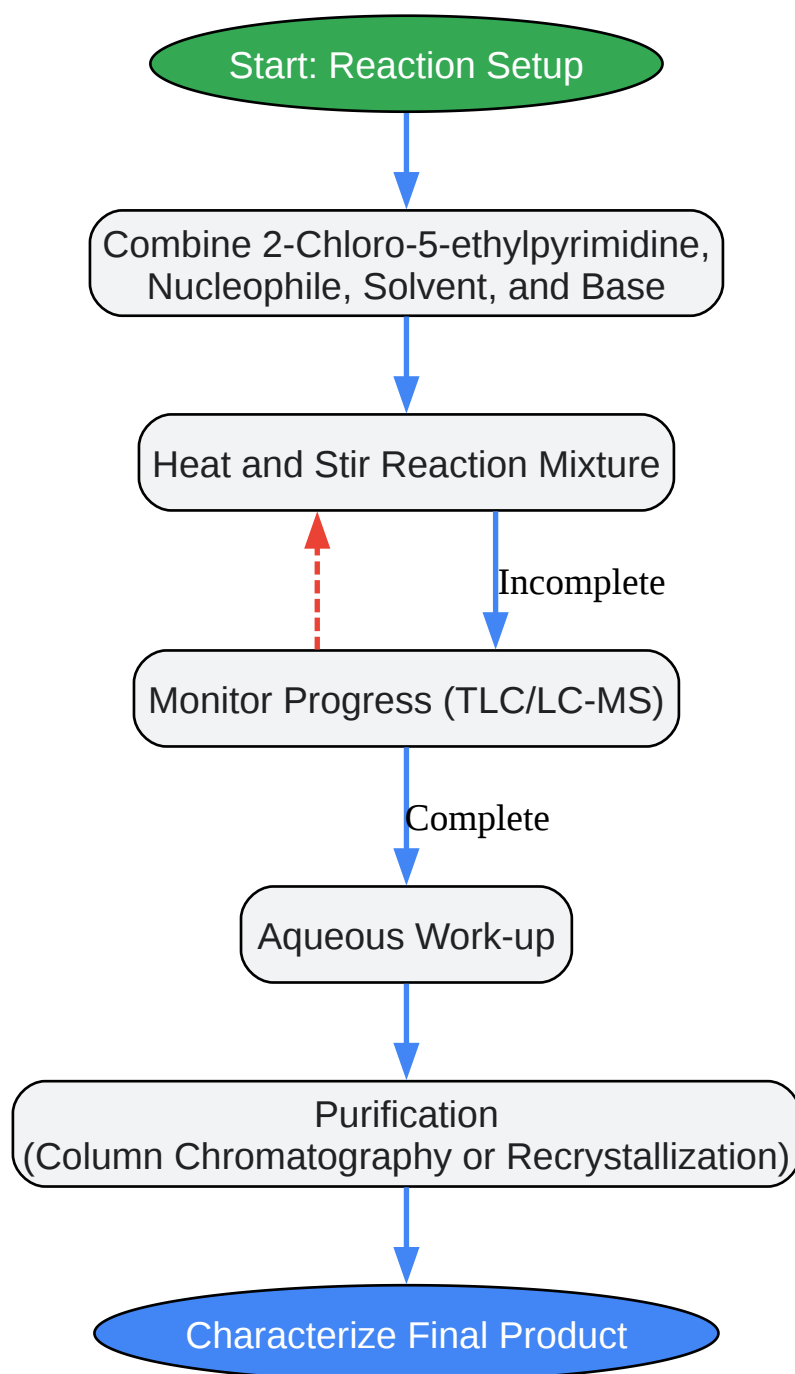 Start: Reaction Setup
Combine 2-Chloro-5-ethylpyrimidine,
Nucleophile, Solvent, and Base
Heat and Stir Reaction Mixture
Incomplete
Monitor Progress (TLC/LC-MS)
Complete
Aqueous Work-up
Purification
(Column Chromatography or Recrystallization)
Characterize Final Product